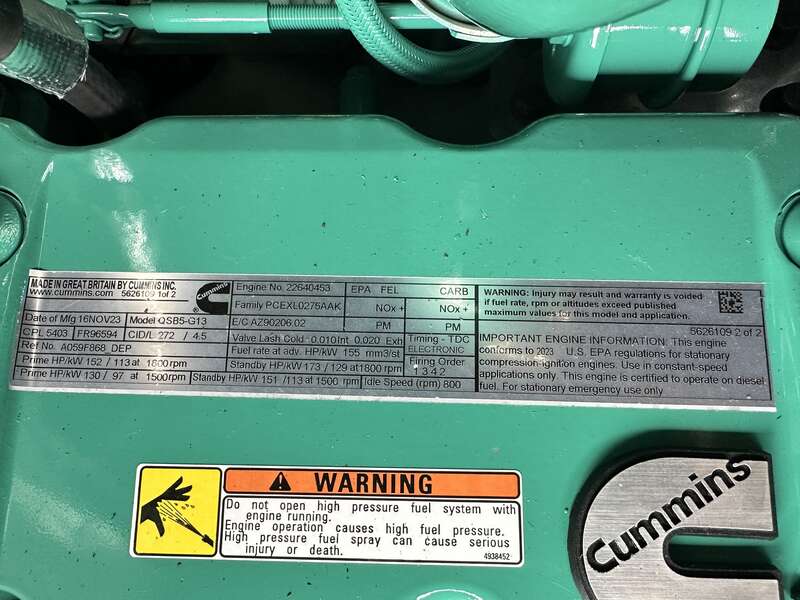 MADE IN GREAT BRITAIN BY CUMMINS INC.
www.cummins.com 5626109 1of 2
Cummins
Date of Mfg 16NOV23 Model QSB5-G13
CPL 5403 FR96594 CID/L 272 / 4.5
Ref No. A059F868_DEP
Prime HP/kW 152 / 113 at 1800rpm
Prime HP/kW 130 / 97 at 1500rpm
Engine No. 22640453
Family PCEXL0275AAK
E/C AZ90206.02
Valve Lash Cold: 0.010 Int 0.020 Exh
Fuel rate at adv. HP/kW 155 mm3/st
Standby HP/kW 173 / 129 at1800 rpm
Standby HP/kW 151 /113 at 1500 rpm
EPA FEL CARB
NOx + NOx +
PM PM
Timing - TDC
ELECTRONIC
Firing Order
1 3 4 2
Idle Speed (rpm) 800
WARNING: Injury may result and warranty is voided
if fuel rate, rpm or altitudes exceed published
maximum values for this model and application.
5626109 2 of 2
IMPORTANT ENGINE INFORMATION: This engine
conforms to 2023 U.S. EPA regulations for stationary
compression-ignition engines. Use in constant-speed
applications only. This engine is certified to operate on diesel
fuel. For stationary emergency use only
WARNING
Do not open high pressure fuel system with
engine running.
Engine operation causes high fuel pressure.
High pressure fuel spray can cause serious
injury or death.
4938452
Cummins